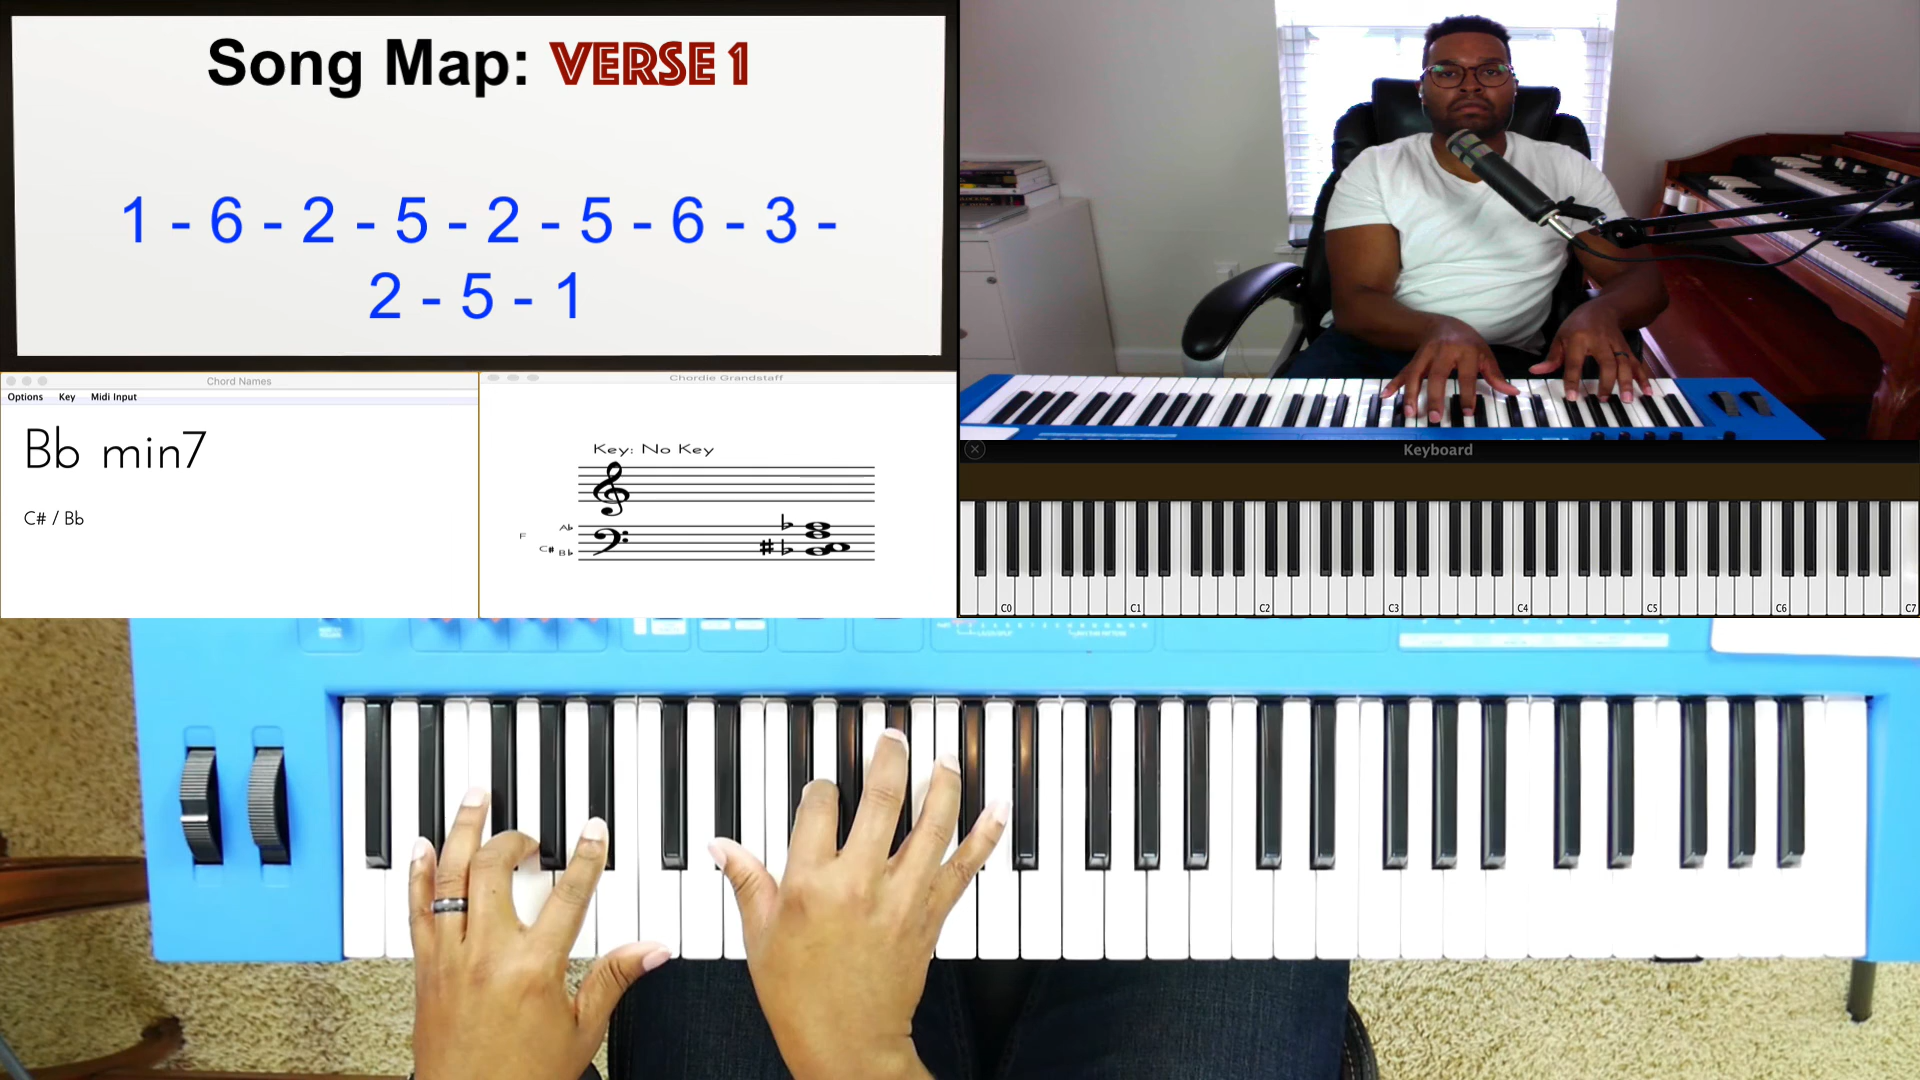 Song Map: VERSE 1
1 - 6 - 2 - 5 - 2 - 5 - 6 - 3 -
2 - 5 - 1
Chord Names
Options Key Midi Input
Bb min7
C# / Bb
Chordie Grandstaff
Key: No Key
Ab
F
C# Bb
Keyboard
C0 C1 C2 C3 C4 C5 C6 C7